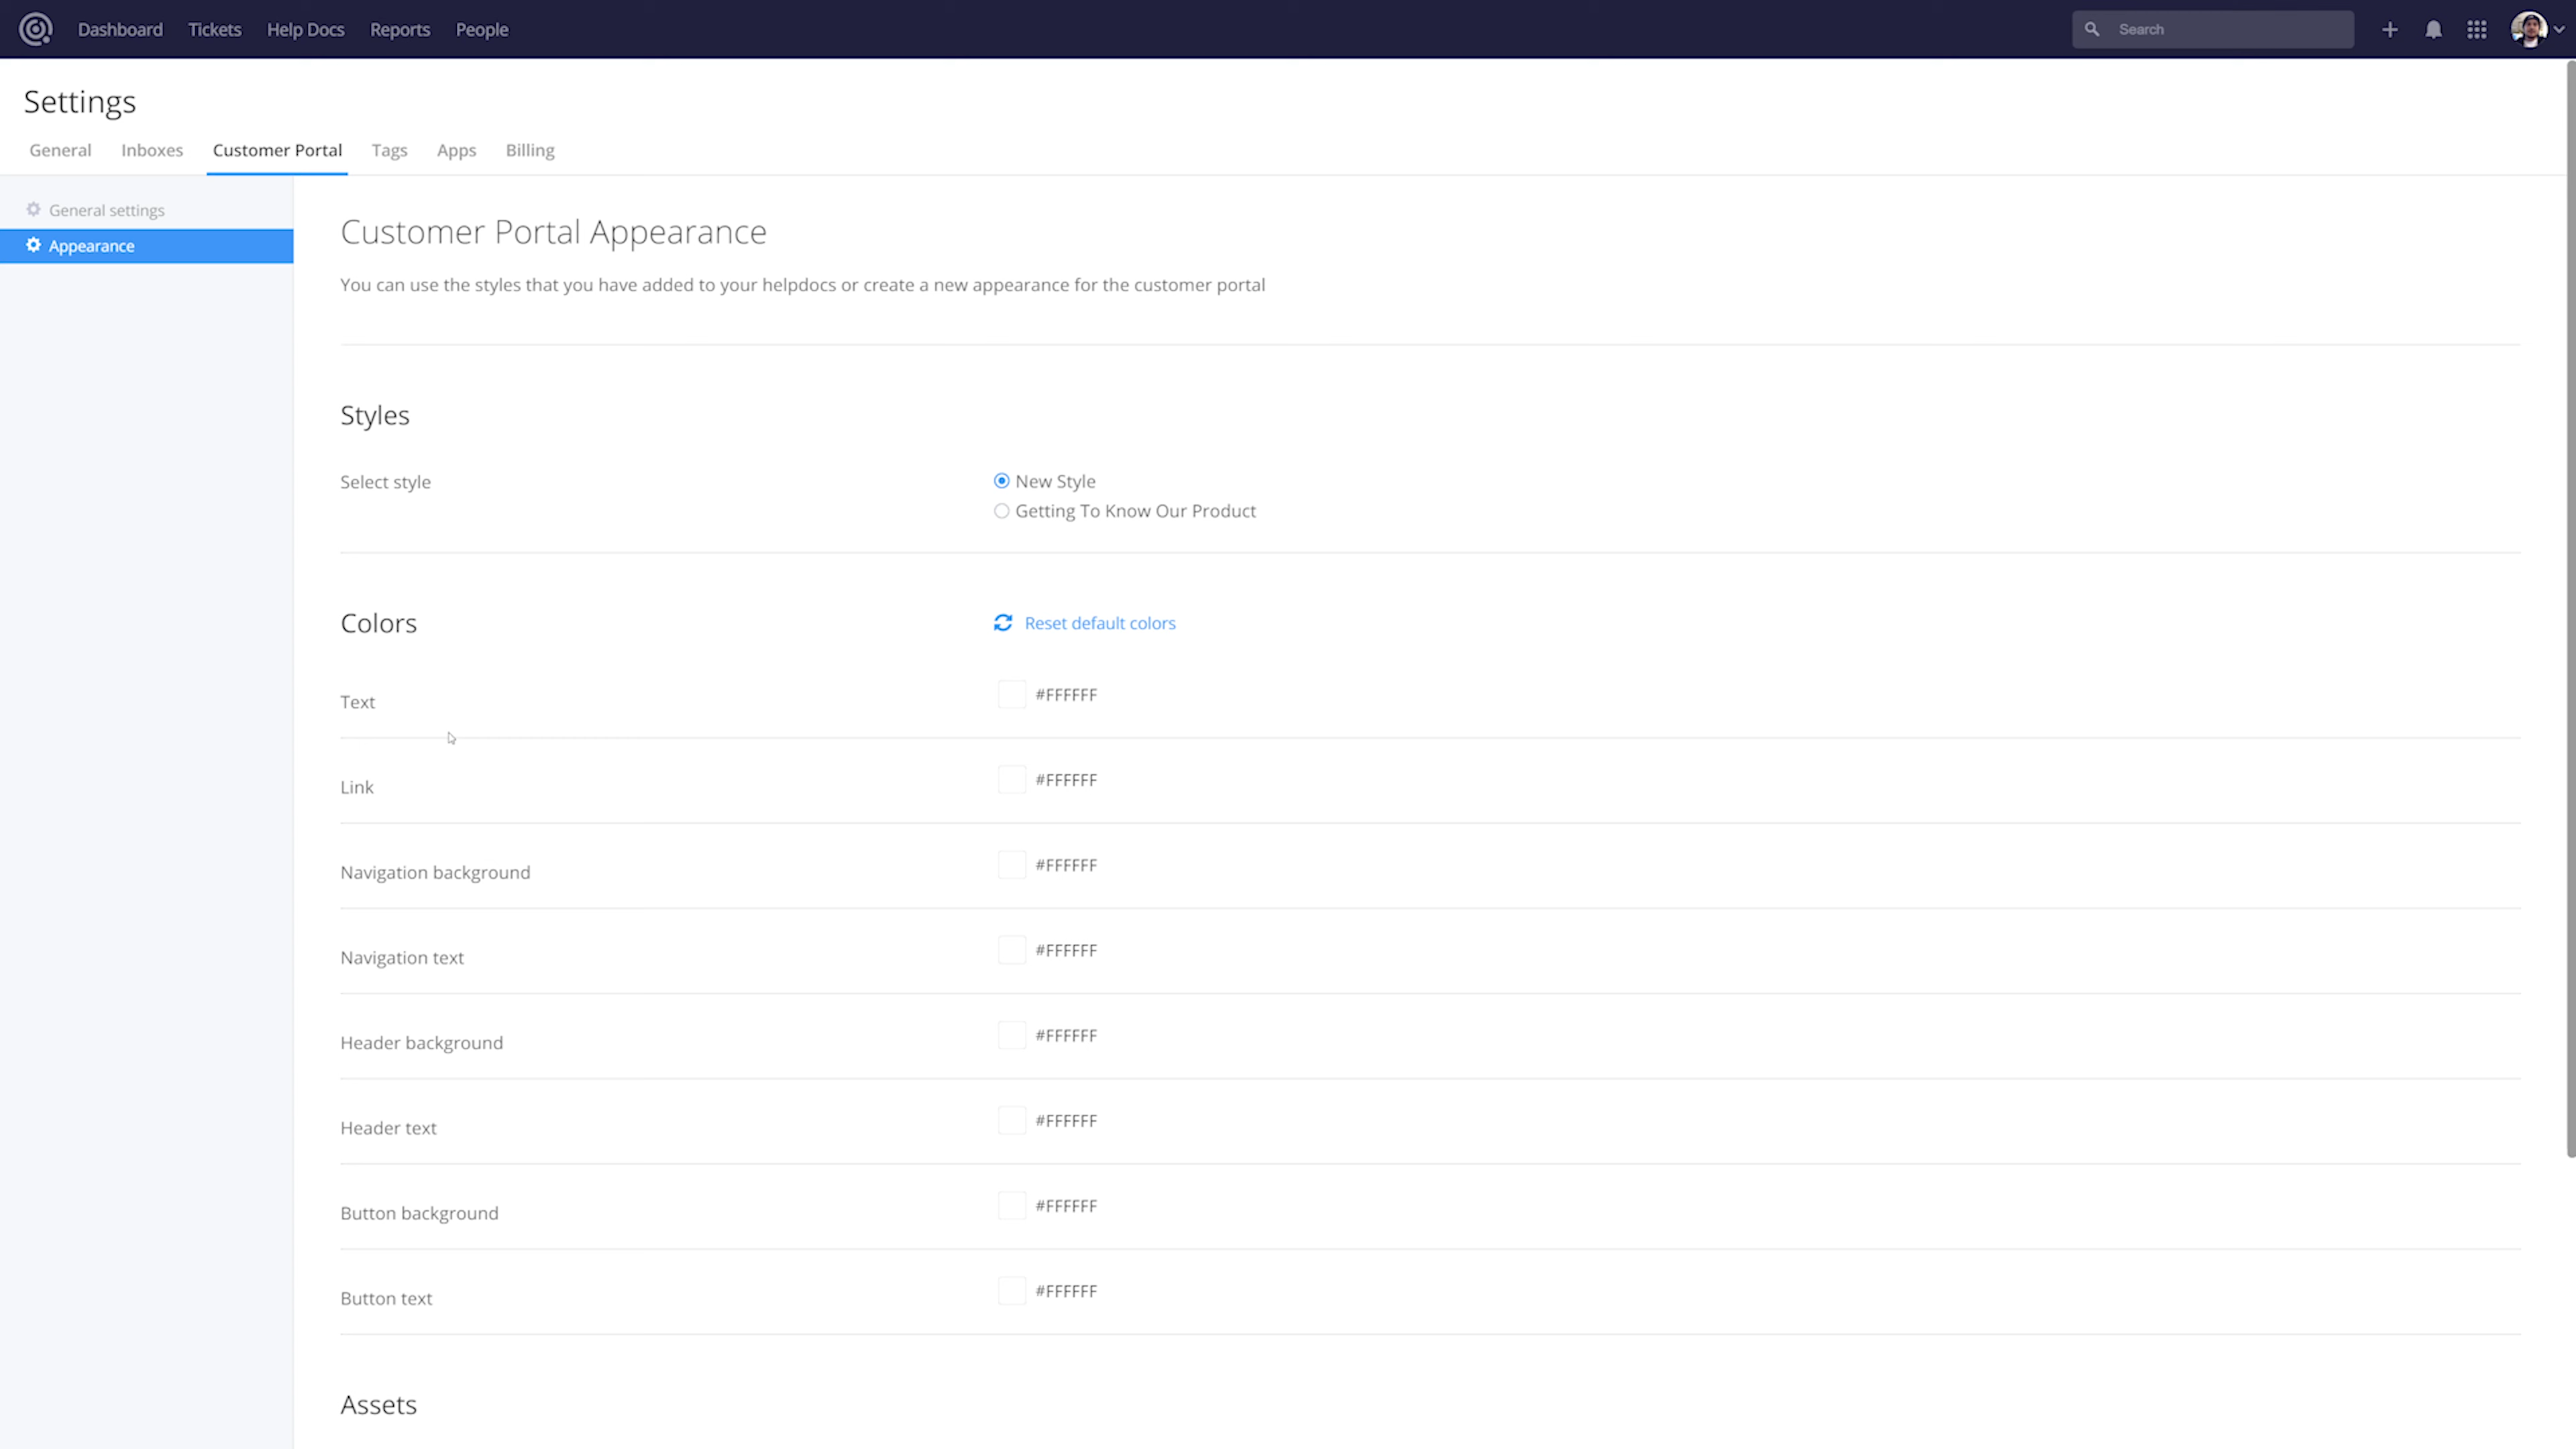 Dashboard Tickets Help Docs Reports People Search
Settings
General Inboxes Customer Portal Tags Apps Billing
General settings
Appearance
Customer Portal Appearance
You can use the styles that you have added to your helpdocs or create a new appearance for the customer portal
Styles
Select style New Style
Getting To Know Our Product
Colors Reset default colors
Text #FFFFFF
Link #FFFFFF
Navigation background #FFFFFF
Navigation text #FFFFFF
Header background #FFFFFF
Header text #FFFFFF
Button background #FFFFFF
Button text #FFFFFF
Assets